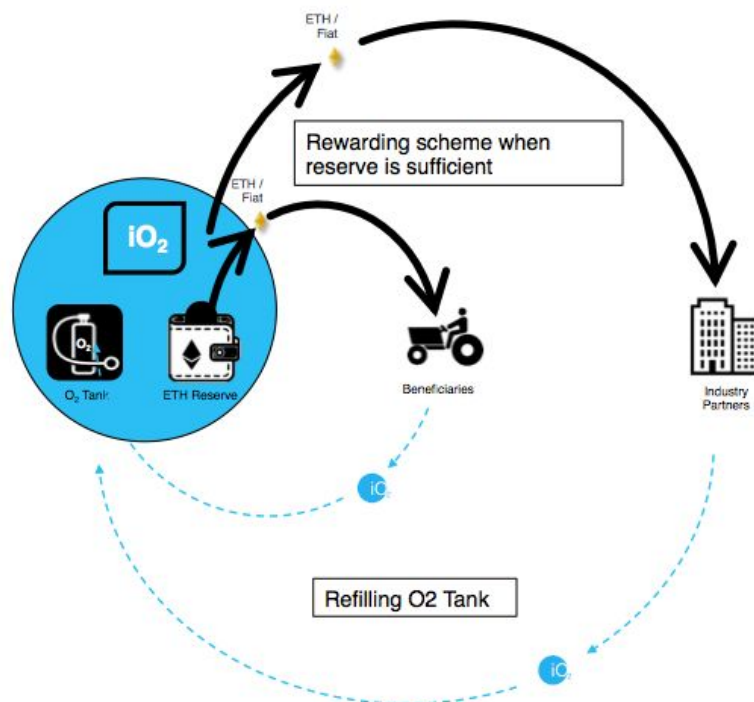 ETH /
Fiat
Rewarding scheme when
reserve is sufficient
ETH /
Fiat
iO₂
O₂
O₂ Tank
ETH Reserve
Beneficiaries
Industry
Partners
iO₂
Refilling O2 Tank
iO₂